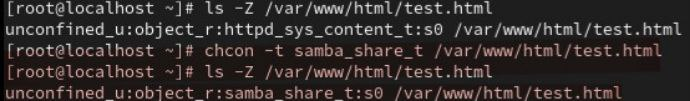 [root@localhost ~]# ls -Z /var/www/html/test.html
unconfined_u:object_r:httpd_sys_content_t:s0 /var/www/html/test.html
[root@localhost ~]# chcon -t samba_share_t /var/www/html/test.html
[root@localhost ~]# ls -Z /var/www/html/test.html
unconfined_u:object_r:samba_share_t:s0 /var/www/html/test.html